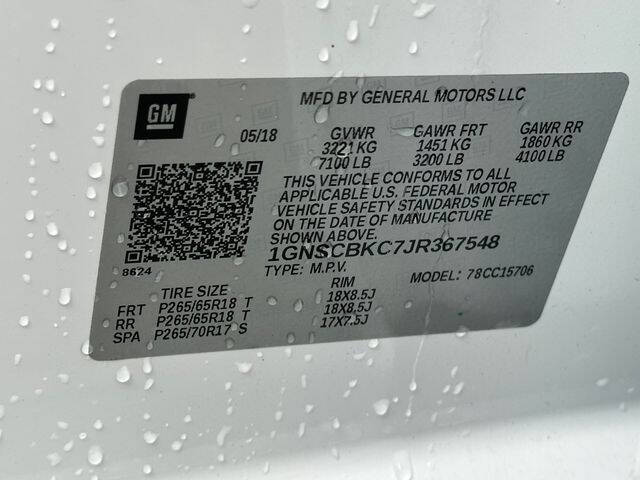 GM
MFD BY GENERAL MOTORS LLC
05/18 GVWR GAWR FRT GAWR RR
3221 KG 1451 KG 1860 KG
7100 LB 3200 LB 4100 LB
THIS VEHICLE CONFORMS TO ALL
APPLICABLE U.S. FEDERAL MOTOR
VEHICLE SAFETY STANDARDS IN EFFECT
ON THE DATE OF MANUFACTURE
SHOWN ABOVE.
1GNSCBKC7JR367548
8624
TYPE: M.P.V. MODEL: 78CC15706
TIRE SIZE RIM
FRT P265/65R18 T 18X8.5J
RR P265/65R18 T 18X8.5J
SPA P265/70R17 S 17X7.5J